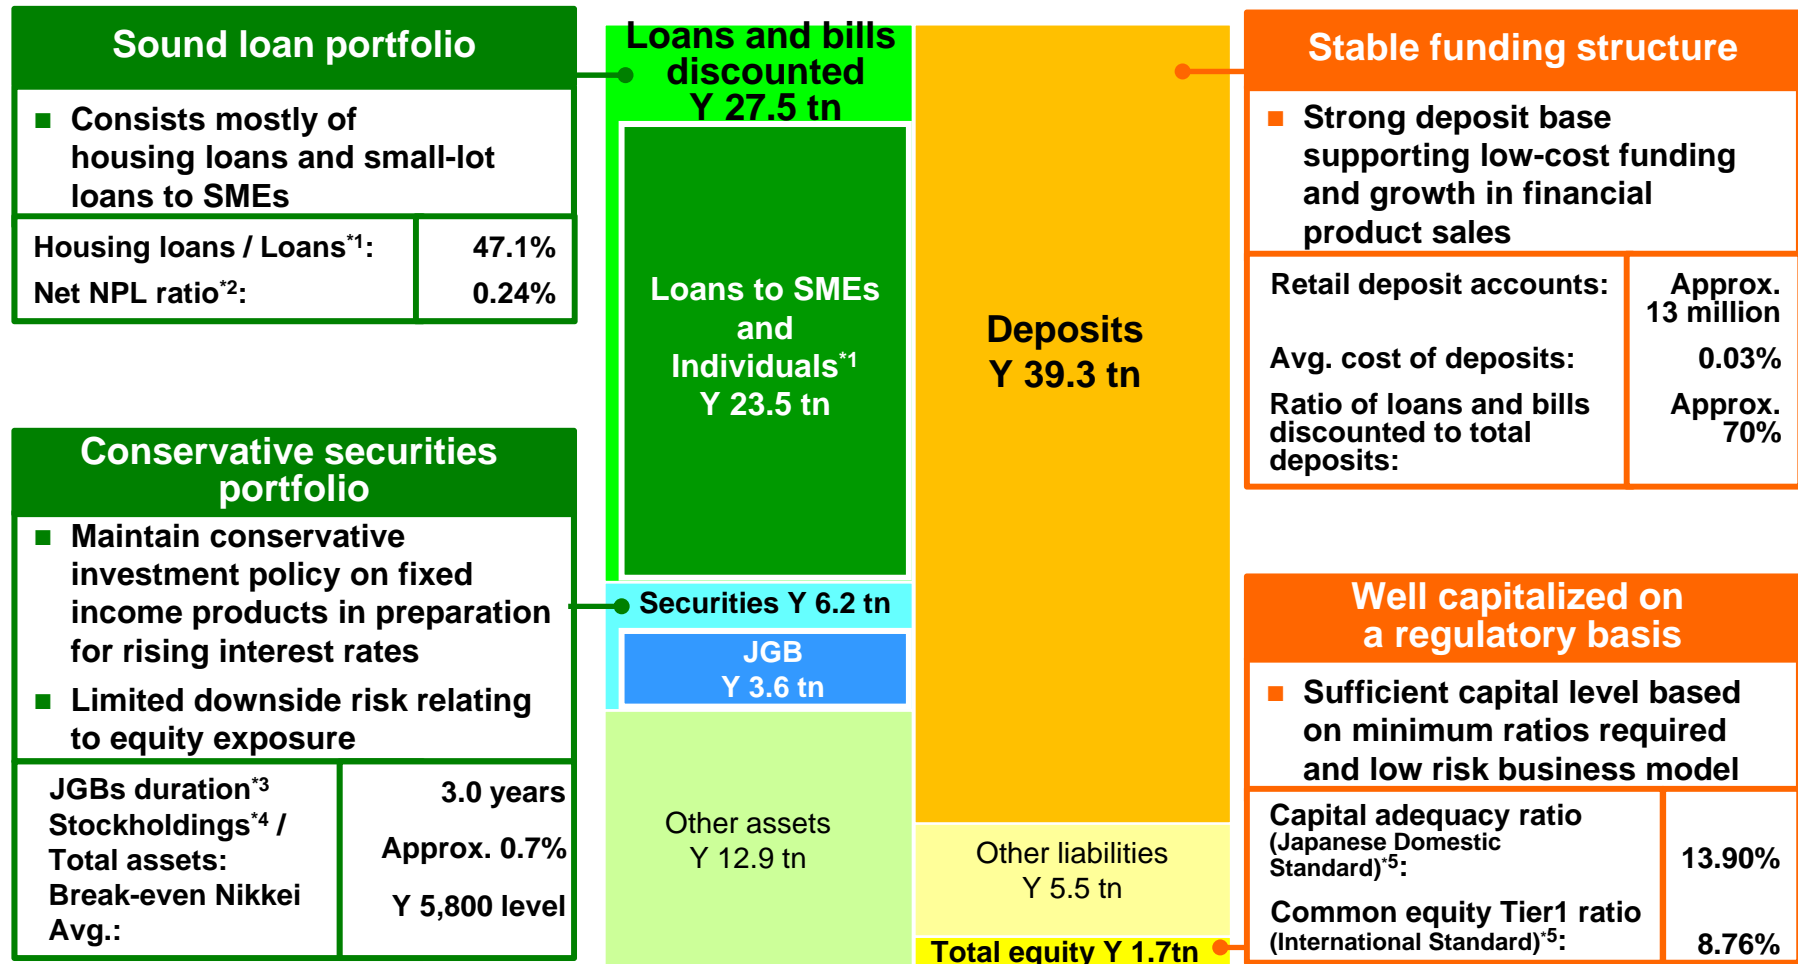 Sound loan portfolio
■ Consists mostly of
housing loans and small-lot
loans to SMEs
Housing loans / Loans*1: 47.1%
Net NPL ratio*2: 0.24%
Conservative securities
portfolio
■ Maintain conservative
investment policy on fixed
income products in preparation
for rising interest rates
■ Limited downside risk relating
to equity exposure
JGBs duration*3 3.0 years
Stockholdings*4 /
Total assets: Approx. 0.7%
Break-even Nikkei
Avg.: Y 5,800 level
Loans and bills
discounted
Y 27.5 tn
Loans to SMEs
and
Individuals*1
Y 23.5 tn
Securities Y 6.2 tn
JGB
Y 3.6 tn
Other assets
Y 12.9 tn
Deposits
Y 39.3 tn
Other liabilities
Y 5.5 tn
Total equity Y 1.7tn
Stable funding structure
■ Strong deposit base
supporting low-cost funding
and growth in financial
product sales
Retail deposit accounts: Approx.
13 million
Avg. cost of deposits: 0.03%
Ratio of loans and bills Approx.
discounted to total 70%
deposits:
Well capitalized on
a regulatory basis
■ Sufficient capital level based
on minimum ratios required
and low risk business model
Capital adequacy ratio
(Japanese Domestic
Standard)*5: 13.90%
Common equity Tier1 ratio
(International Standard)*5: 8.76%